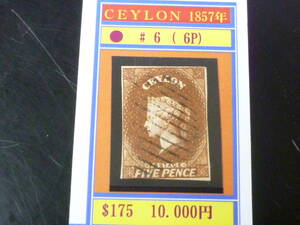 CEYLON 1857年
# 6 ( 6P)
CEYLON
FIVE PENCE
$175 10.000円